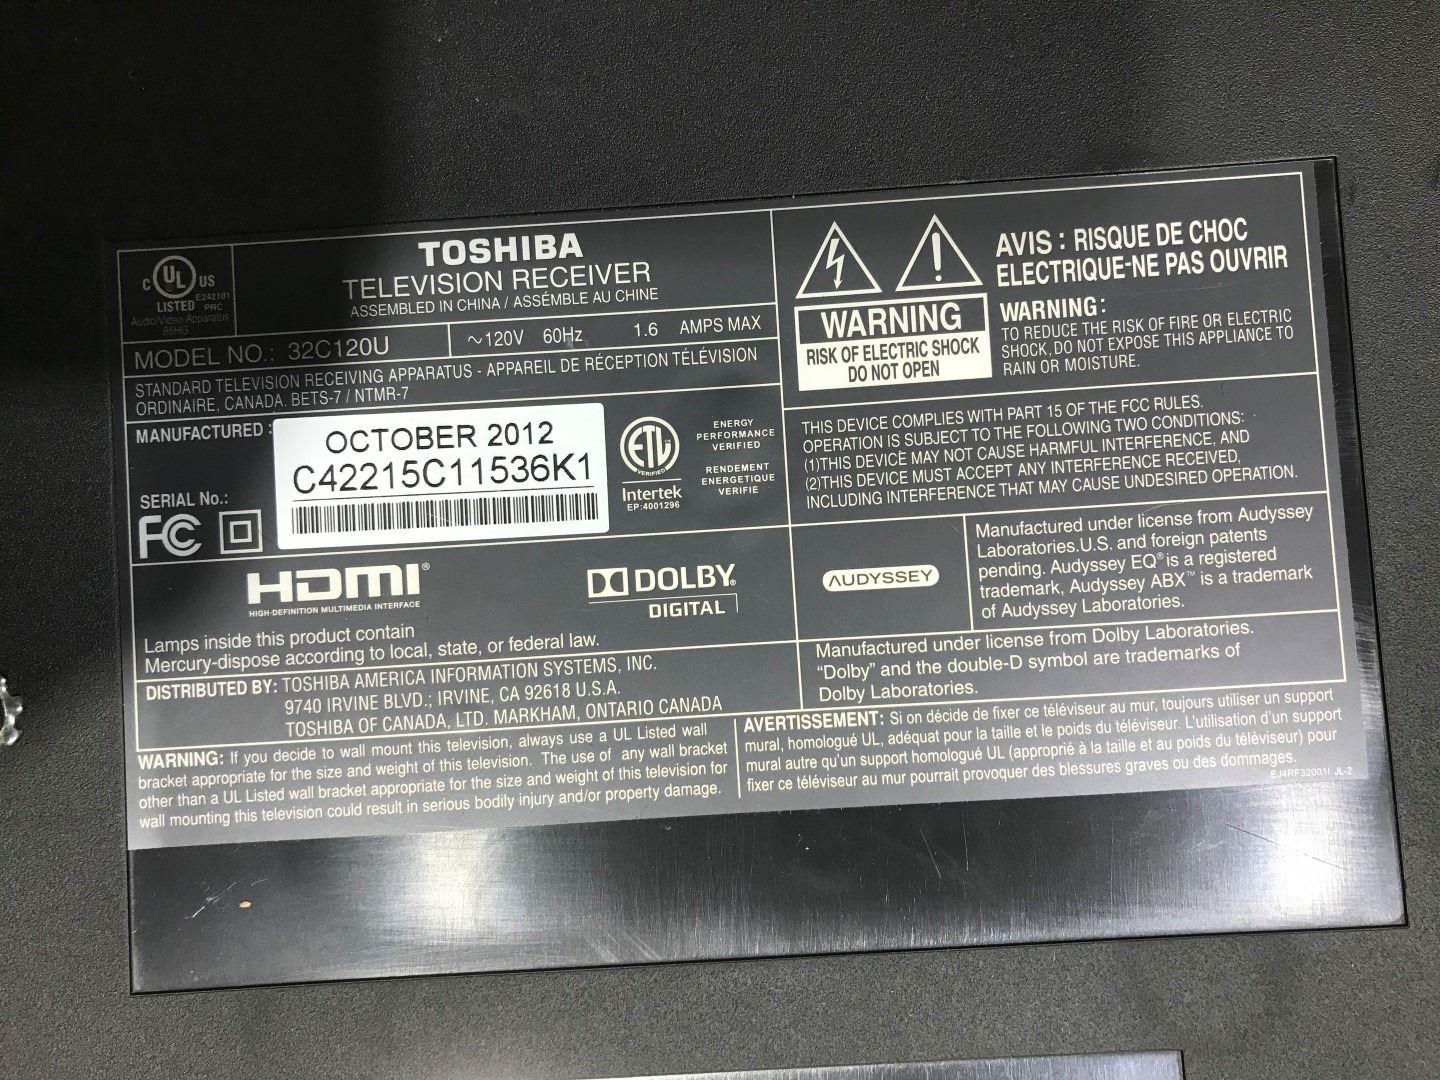 C UL US
LISTED E242101
PRC
Audio/Video Apparatus
85HG
TOSHIBA
TELEVISION RECEIVER
ASSEMBLED IN CHINA / ASSÉMBLE AU CHINE
MODEL NO.: 32C120U
~120V 60Hz 1.6 AMPS MAX
STANDARD TELEVISION RECEIVING APPARATUS - APPAREIL DE RÉCEPTION TÉLÉVISION
ORDINAIRE, CANADA. BETS-7 / NTMR-7
MANUFACTURED :
OCTOBER 2012
C42215C11536K1
SERIAL No.:
FC
ETL
VERIFIED
Intertek
EP:4001296
ENERGY
PERFORMANCE
VERIFIED
RENDEMENT
ENERGETIQUE
VERIFIE
HDMI®
HIGH-DEFINITION MULTIMEDIA INTERFACE
DOLBY®
DIGITAL
Lamps inside this product contain
Mercury-dispose according to local, state, or federal law.
DISTRIBUTED BY: TOSHIBA AMERICA INFORMATION SYSTEMS, INC.
9740 IRVINE BLVD.; IRVINE, CA 92618 U.S.A.
TOSHIBA OF CANADA, LTD. MARKHAM, ONTARIO CANADA
WARNING
RISK OF ELECTRIC SHOCK
DO NOT OPEN
AVIS : RISQUE DE CHOC
ELECTRIQUE-NE PAS OUVRIR
WARNING:
TO REDUCE THE RISK OF FIRE OR ELECTRIC
SHOCK,DO NOT EXPOSE THIS APPLIANCE TO
RAIN OR MOISTURE.
THIS DEVICE COMPLIES WITH PART 15 OF THE FCC RULES.
OPERATION IS SUBJECT TO THE FOLLOWING TWO CONDITIONS:
(1)THIS DEVICE MAY NOT CAUSE HARMFUL INTERFERENCE, AND
(2)THIS DEVICE MUST ACCEPT ANY INTERFERENCE RECEIVED,
INCLUDING INTERFERENCE THAT MAY CAUSE UNDESIRED OPERATION.
AUDYSSEY
Manufactured under license from Audyssey
Laboratories.U.S. and foreign patents
pending. Audyssey EQ® is a registered
trademark, Audyssey ABX™ is a trademark
of Audyssey Laboratories.
Manufactured under license from Dolby Laboratories.
“Dolby” and the double-D symbol are trademarks of
Dolby Laboratories.
WARNING: If you decide to wall mount this television, always use a UL Listed wall
bracket appropriate for the size and weight of this television. The use of any wall bracket
other than a UL Listed wall bracket appropriate for the size and weight of this television for
wall mounting this television could result in serious bodily injury and/or property damage.
AVERTISSEMENT: Si on décide de fixer ce téléviseur au mur, toujours utiliser un support
mural, homologué UL, adéquat pour la taille et le poids du téléviseur. L'utilisation d'un support
mural autre qu'un support homologué UL (approprié à la taille et au poids du téléviseur) pour
fixer ce téléviseur au mur pourrait provoquer des blessures graves ou des dommages.
EJ4RF32001I JL-2